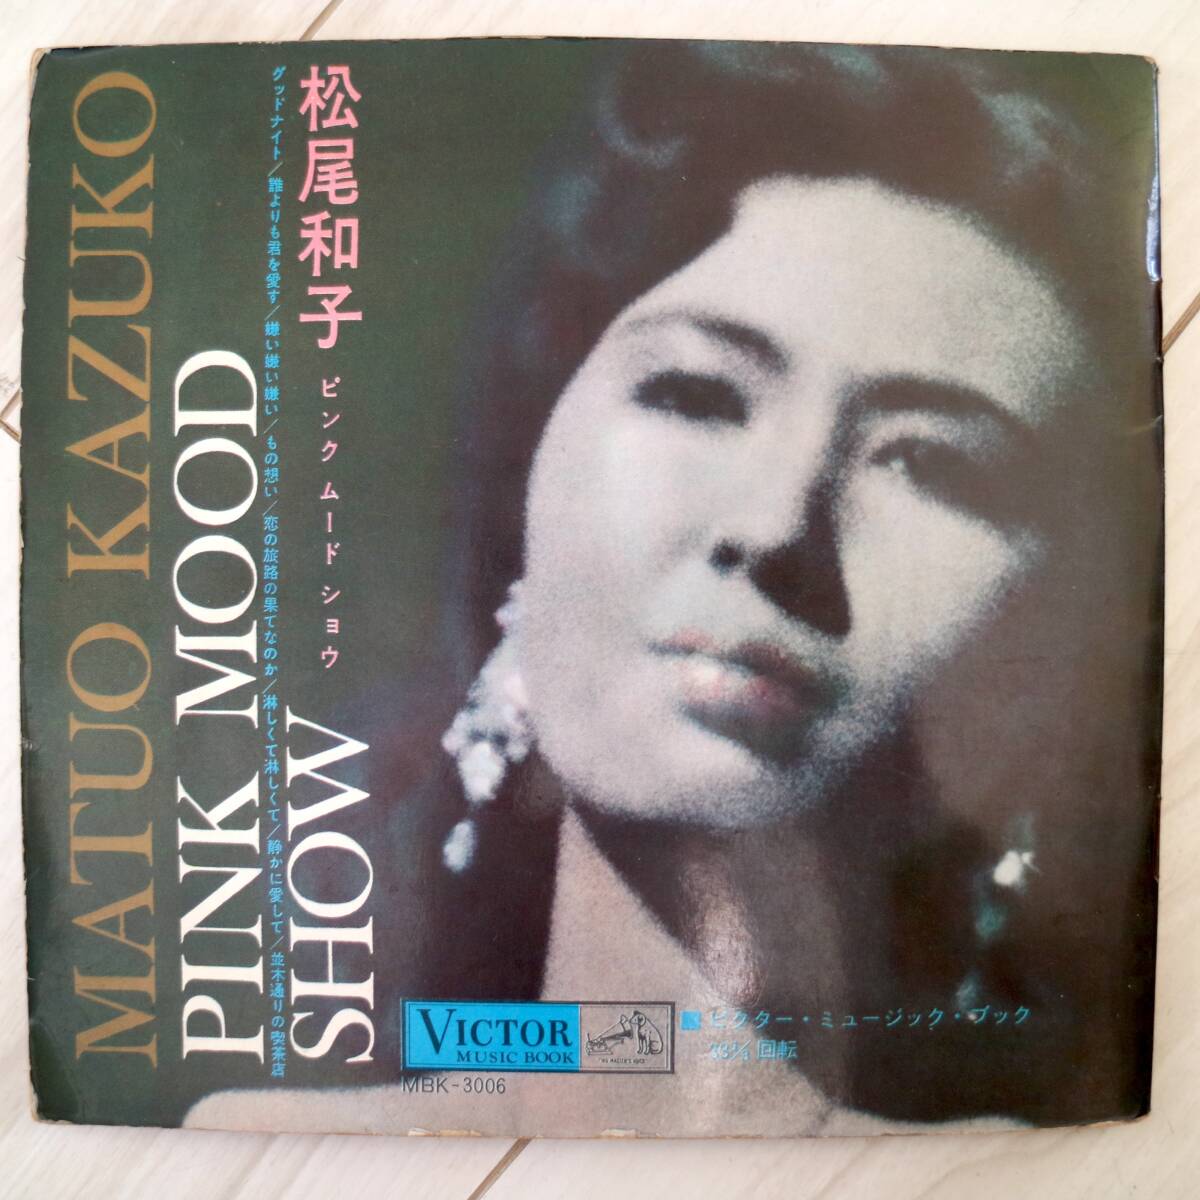 MATUO KAZUKO
PINK MOOD
SHOW
松尾和子 ピンク ムード ショウ
グッドナイト/誰よりも君を愛す/嫌い嫌い嫌い/もの想い/恋の旅路の果てなのか/淋しくて淋しくて/静かに愛して/並木通りの喫茶店
VICTOR
MUSIC BOOK
"HIS MASTER'S VOICE"
MBK-3006
ビクター・ミュージック・ブック
33⅓ 回転